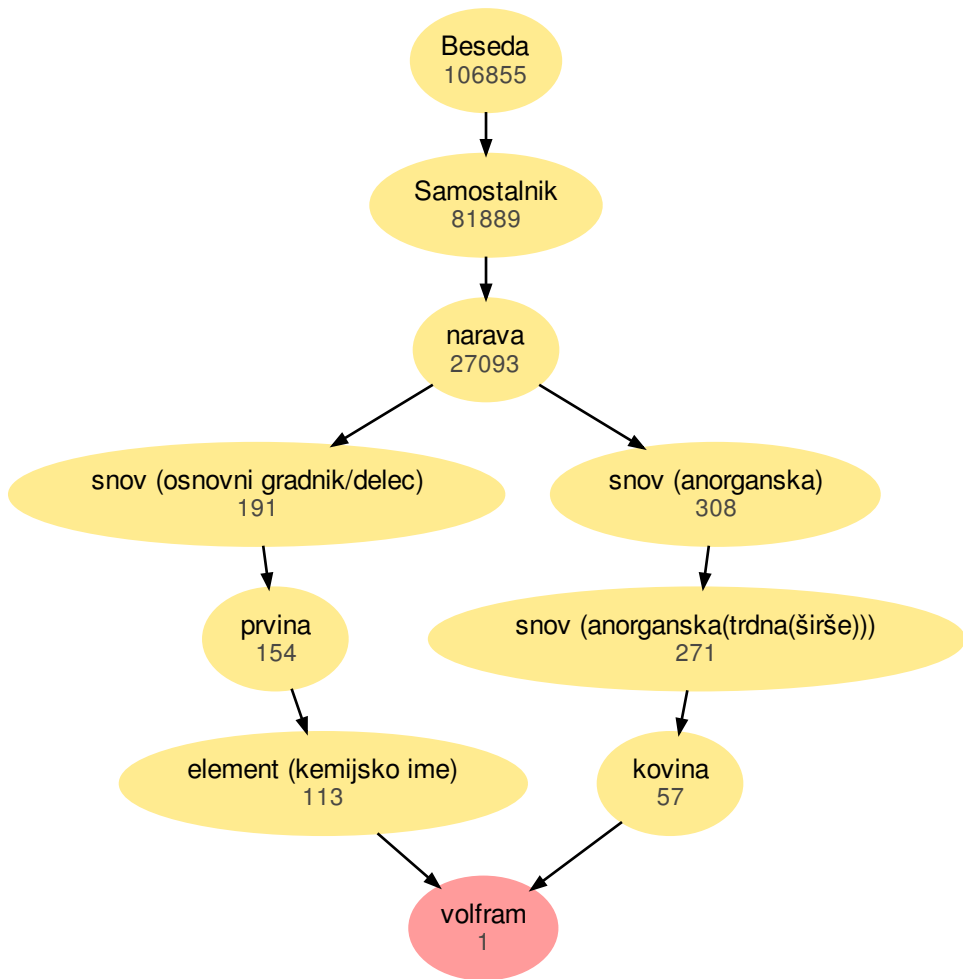 Beseda
106855
Samostalnik
81889
narava
27093
snov (osnovni gradnik/delec)
191
snov (anorganska)
308
prvina
154
snov (anorganska(trdna(širše)))
271
element (kemijsko ime)
113
kovina
57
volfram
1